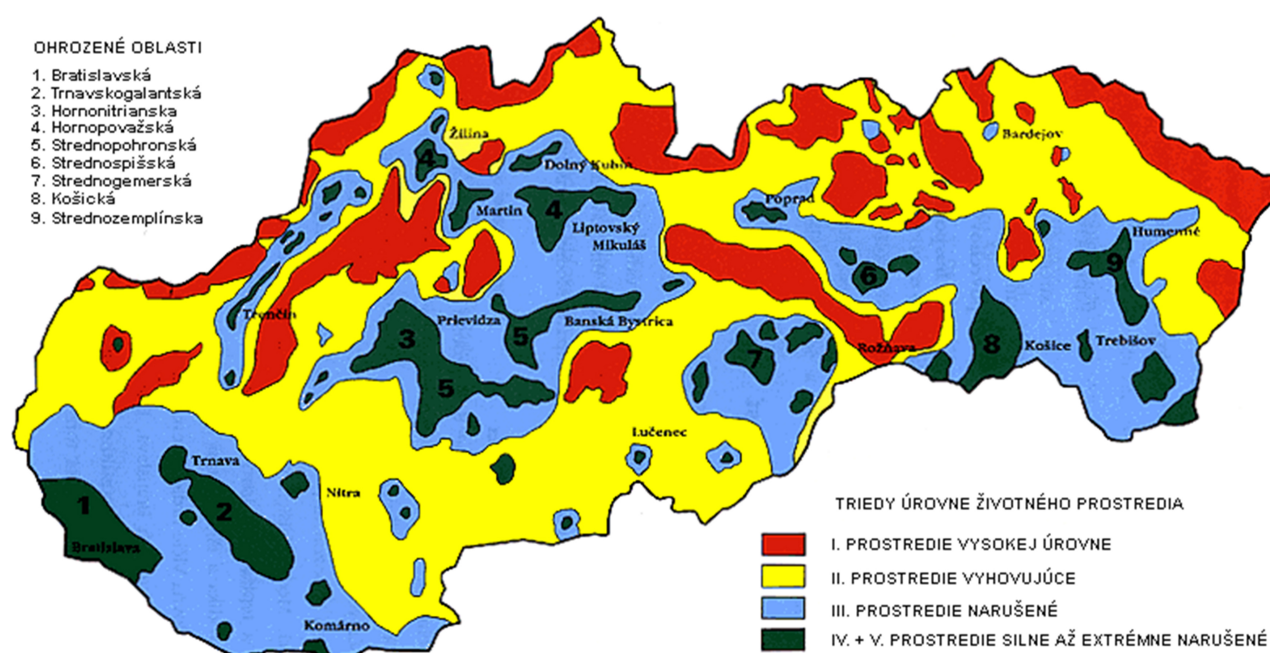 OHROZENÉ OBLASTI
1. Bratislavská
2. Trnavskogalantská
3. Hornonitrianska
4. Hornopovažská
5. Strednopohronská
6. Strednospišská
7. Strednogemerská
8. Košická
9. Strednozemplínska
Žilina
4
Dolný Kubín
Bardejov
Martin
4
Liptovský
Mikuláš
Poprad
Humenné
9
6
Trenčín
3
Prievidza
5
Banská Bystrica
7
Rožňava
8
Košice
Trebišov
5
Lučenec
Trnava
Nitra
1
2
Bratislava
Komárno
TRIEDY ÚROVNE ŽIVOTNÉHO PROSTREDIA
I. PROSTREDIE VYSOKEJ ÚROVNE
II. PROSTREDIE VYHOVUJÚCE
III. PROSTREDIE NARUŠENÉ
IV. + V. PROSTREDIE SILNE AŽ EXTRÉMNE NARUŠENÉ